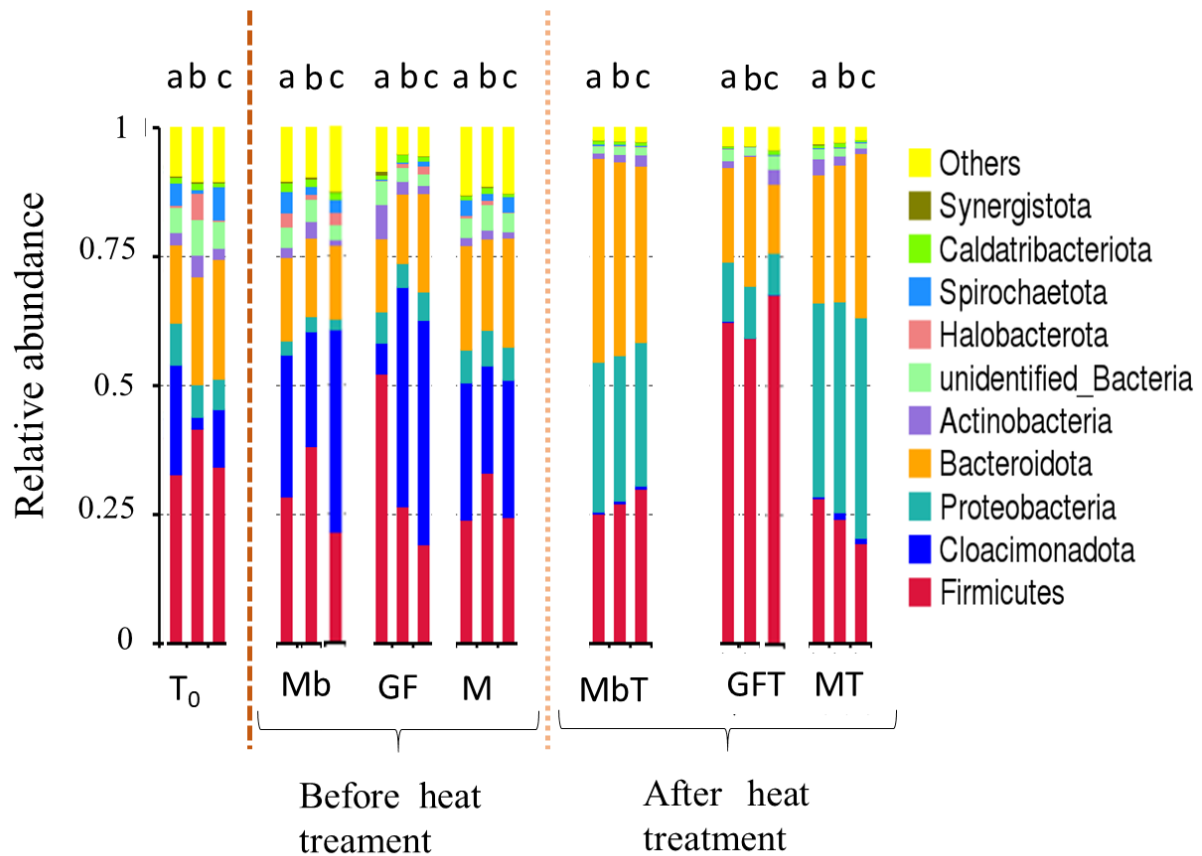 a b c a b c a b c a b c a b c a bc a b c
1
0.75
0.5
0.25
0
Relative abundance
Others
Synergistota
Caldatribacteriota
Spirochaetota
Halobacterota
unidentified_Bacteria
Actinobacteria
Bacteroidota
Proteobacteria
Cloacimonadota
Firmicutes
T₀ Mb GF M MbT GFT MT
Before heat
treament
After heat
treatment